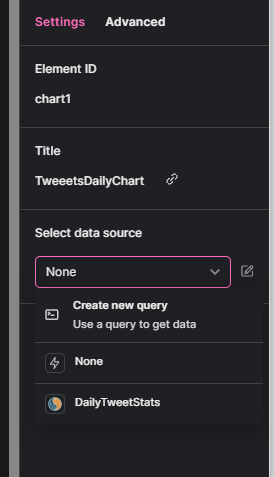 Settings Advanced
Element ID
chart1
Title
TweeetsDailyChart
Select data source
None
Create new query
Use a query to get data
None
DailyTweetStats